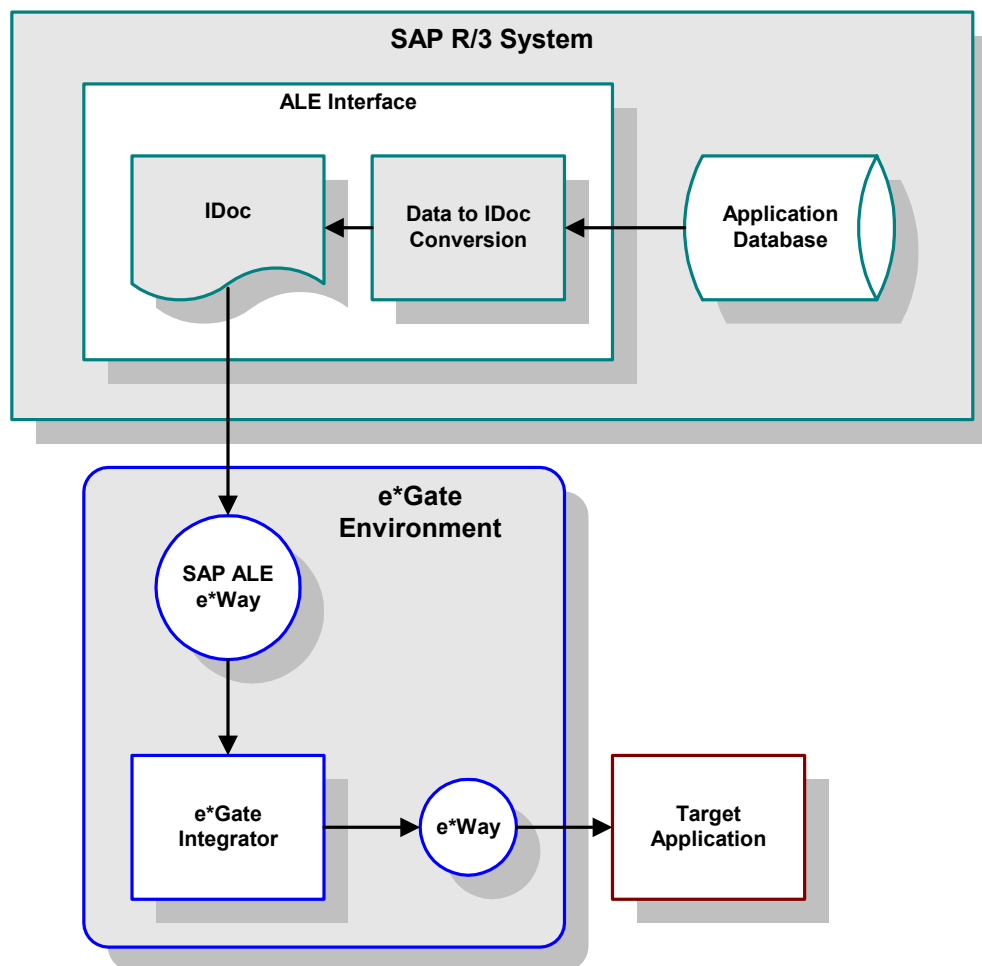 SAP R/3 System
ALE Interface
IDoc
Data to IDoc
Conversion
Application
Database
e*Gate
Environment
SAP ALE
e*Way
e*Gate
Integrator
e*Way
Target
Application